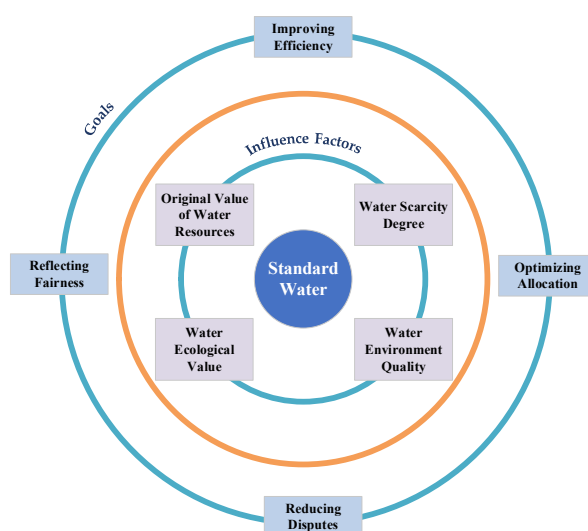 Improving
Efficiency
Goals
Influence Factors
Original Value
of Water
Resources
Water Scarcity
Degree
Reflecting
Fairness
Standard
Water
Optimizing
Allocation
Water
Ecological
Value
Water
Environment
Quality
Reducing
Disputes